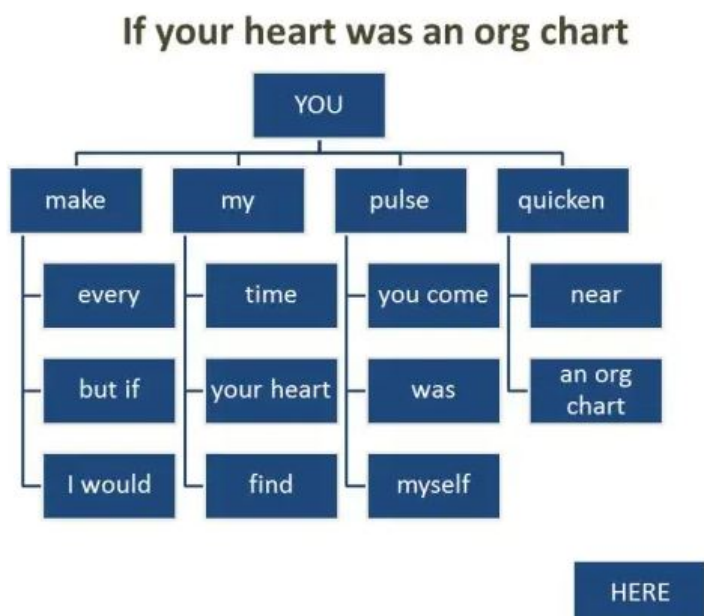 If your heart was an org chart
YOU
make my pulse quicken
every time you come near
but if your heart was an org
chart
I would find myself
HERE